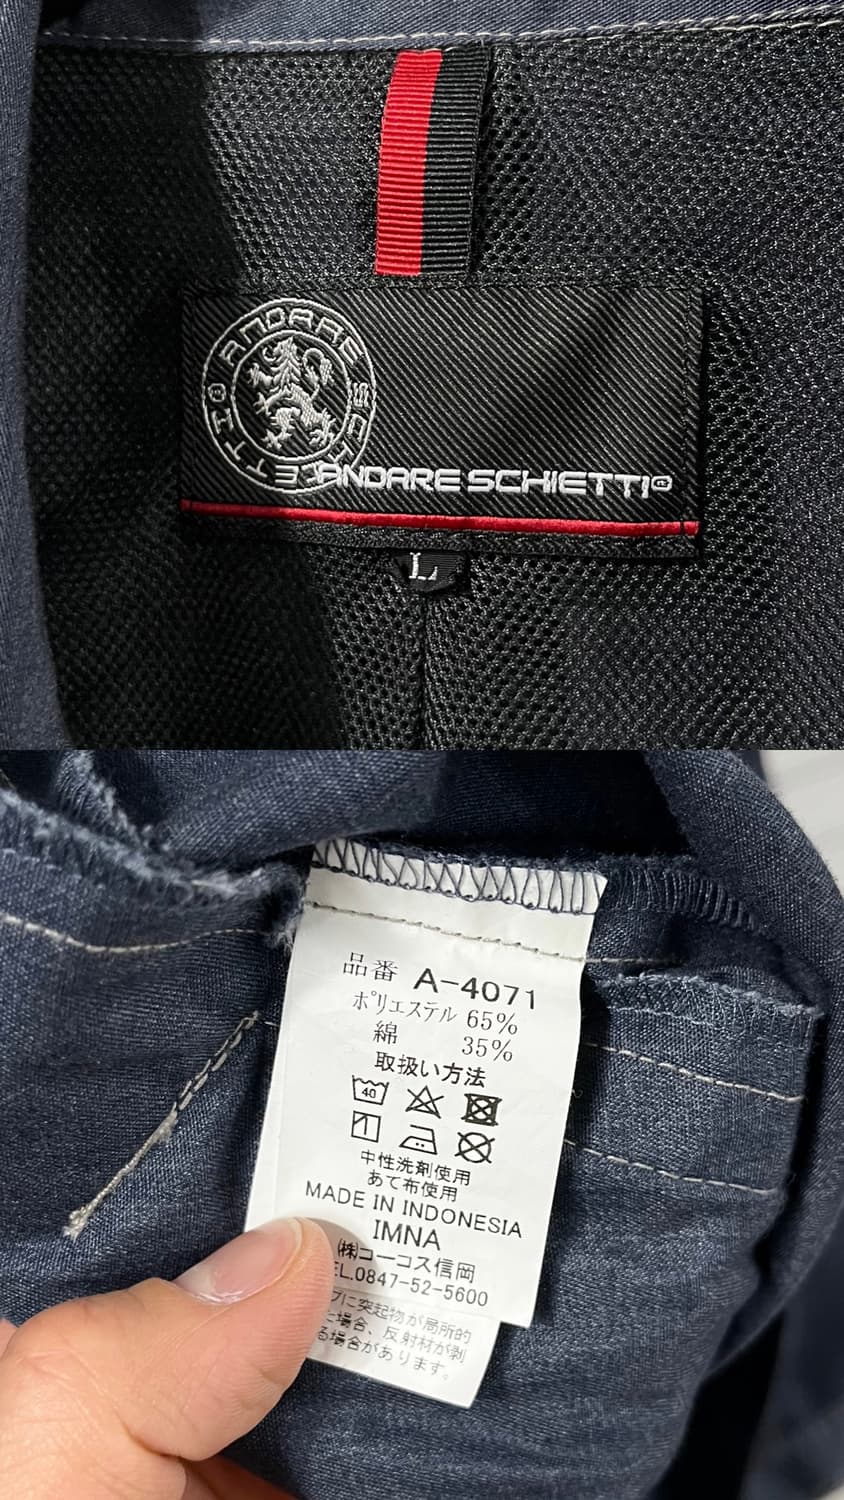 ANDARE SCHIETTI
ANDARE SCHIETTI®
L
品番 A-4071
ポリエステル 65%
綿 35%
取扱い方法
40
中性洗剤使用
あて布使用
MADE IN INDONESIA
IMNA
(株)コーコス信岡
EL.0847-52-5600
プに突起物が局所的
た場合、反射材が剥
る場合があります。